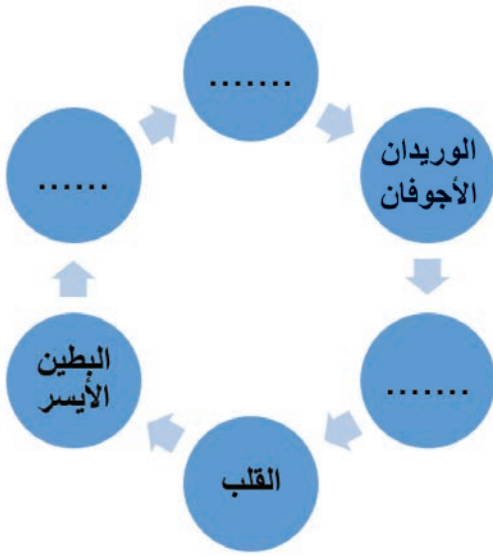 .......
الوريدان
الأجوفان
.......
القلب
البطين
الأيسر
......